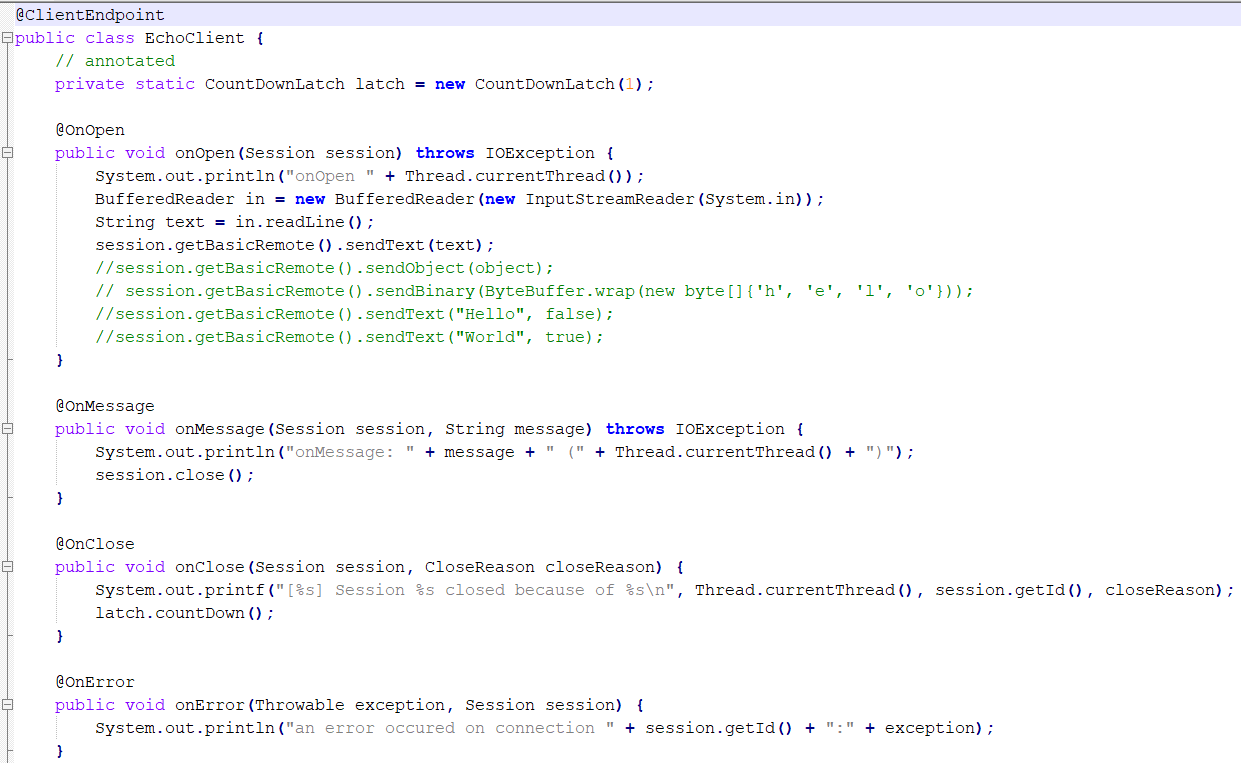 @ClientEndpoint
public class EchoClient {
    // annotated
    private static CountDownLatch latch = new CountDownLatch(1);

    @OnOpen
    public void onOpen(Session session) throws IOException {
        System.out.println("onOpen " + Thread.currentThread());
        BufferedReader in = new BufferedReader(new InputStreamReader(System.in));
        String text = in.readLine();
        session.getBasicRemote().sendText(text);
        //session.getBasicRemote().sendObject(object);
        // session.getBasicRemote().sendBinary(ByteBuffer.wrap(new byte[]{'h', 'e', 'l', 'o'}));
        //session.getBasicRemote().sendText("Hello", false);
        //session.getBasicRemote().sendText("World", true);
    }

    @OnMessage
    public void onMessage(Session session, String message) throws IOException {
        System.out.println("onMessage: " + message + " (" + Thread.currentThread() + ")");
        session.close();
    }

    @OnClose
    public void onClose(Session session, CloseReason closeReason) {
        System.out.printf("[%s] Session %s closed because of %s\n", Thread.currentThread(), session.getId(), closeReason);
        latch.countDown();
    }

    @OnError
    public void onError(Throwable exception, Session session) {
        System.out.println("an error occured on connection " + session.getId() + ":" + exception);
    }